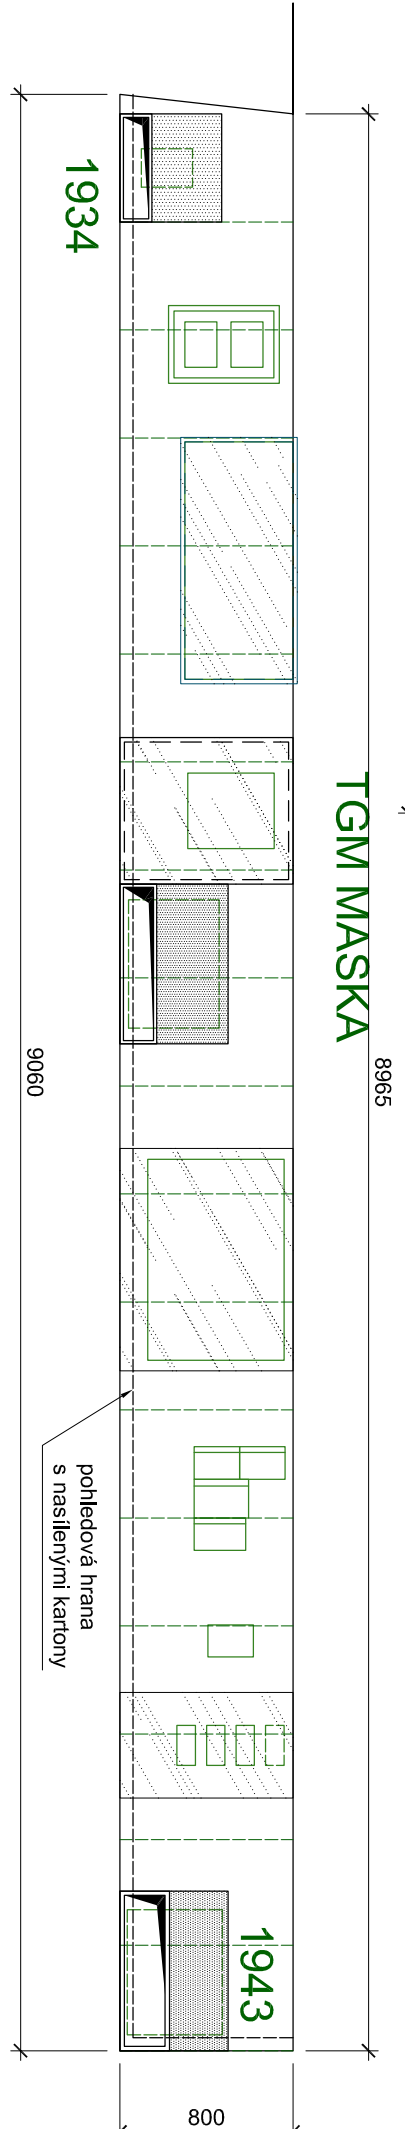 1934
TGM MASKA
8965
9060
pohledová hrana
s nasílenými kartony
1943
800